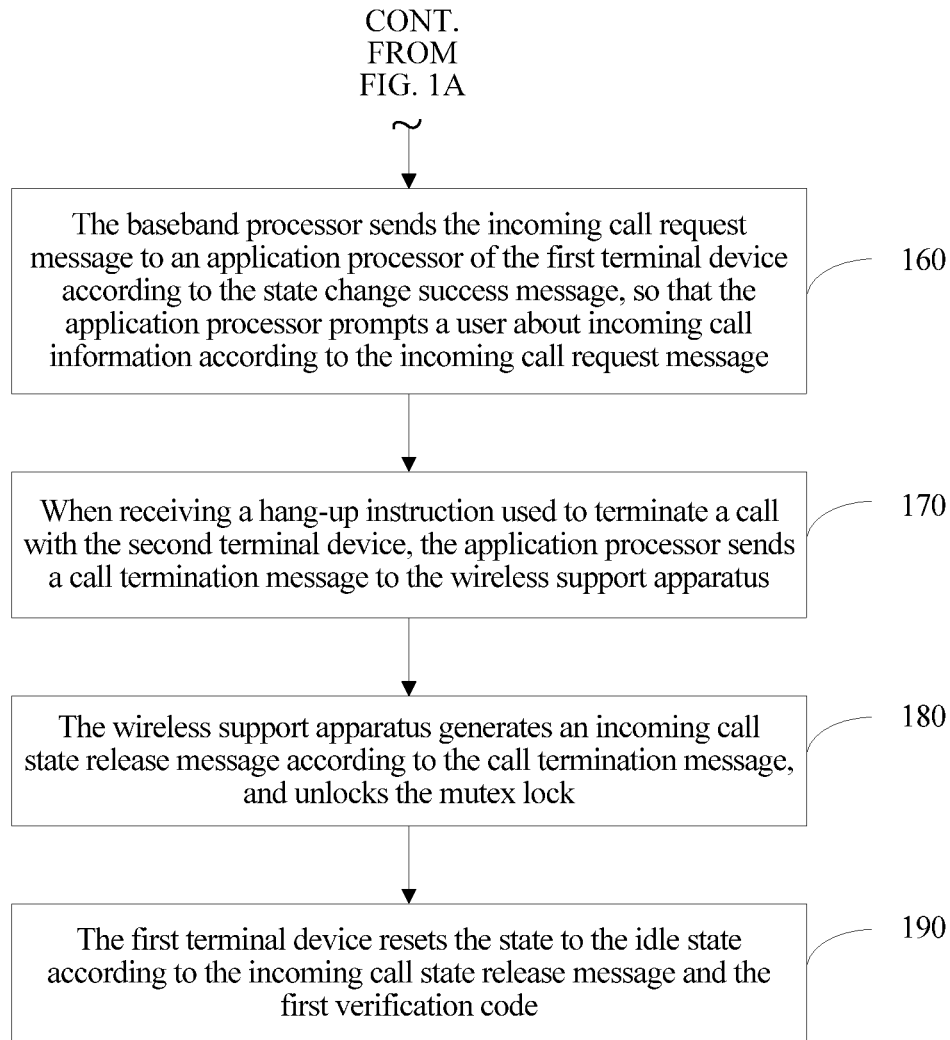 CONT.
FROM
FIG. 1A
The baseband processor sends the incoming call request
message to an application processor of the first terminal device
according to the state change success message, so that the
application processor prompts a user about incoming call
information according to the incoming call request message
160
When receiving a hang-up instruction used to terminate a call
with the second terminal device, the application processor sends
a call termination message to the wireless support apparatus
170
The wireless support apparatus generates an incoming call
state release message according to the call termination message,
and unlocks the mutex lock
180
The first terminal device resets the state to the idle state
according to the incoming call state release message and the
first verification code
190